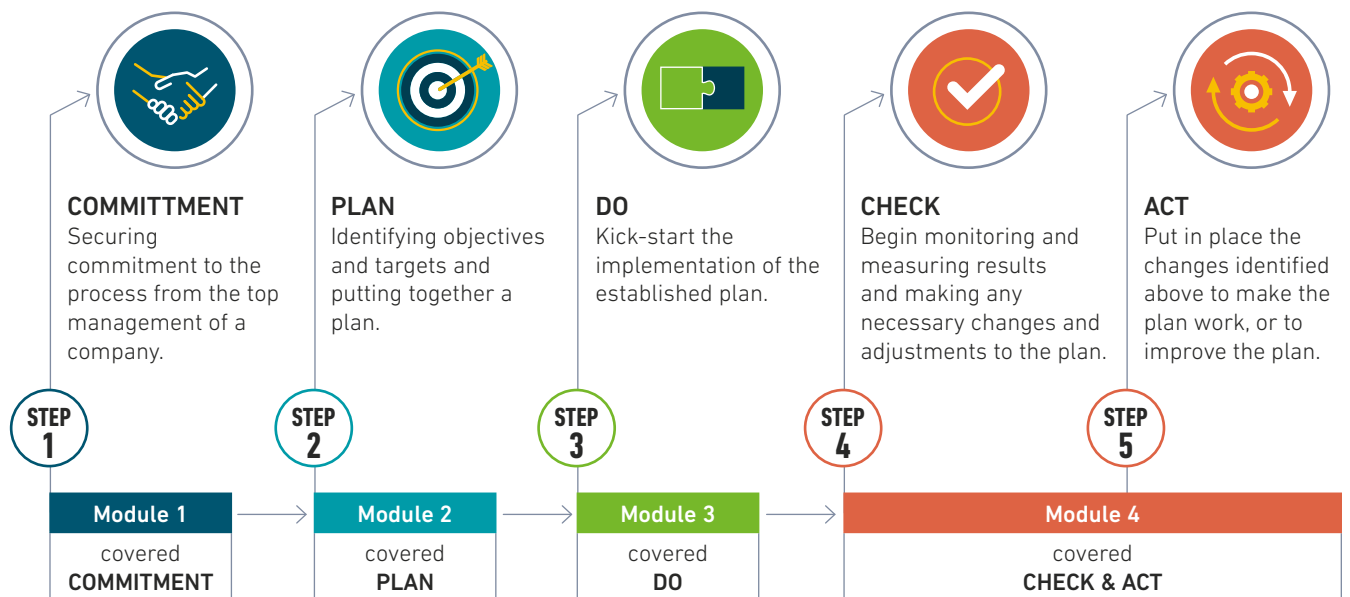 COMMITTMENT
Securing
commitment to the
process from the top
management of a
company.
PLAN
Identifying objectives
and targets and
putting together a
plan.
DO
Kick-start the
implementation of the
established plan.
CHECK
Begin monitoring and
measuring results
and making any
necessary changes and
adjustments to the plan.
ACT
Put in place the
changes identified
above to make the
plan work, or to
improve the plan.
STEP
1
STEP
2
STEP
3
STEP
4
STEP
5
Module 1
covered
COMMITMENT
Module 2
covered
PLAN
Module 3
covered
DO
Module 4
covered
CHECK & ACT